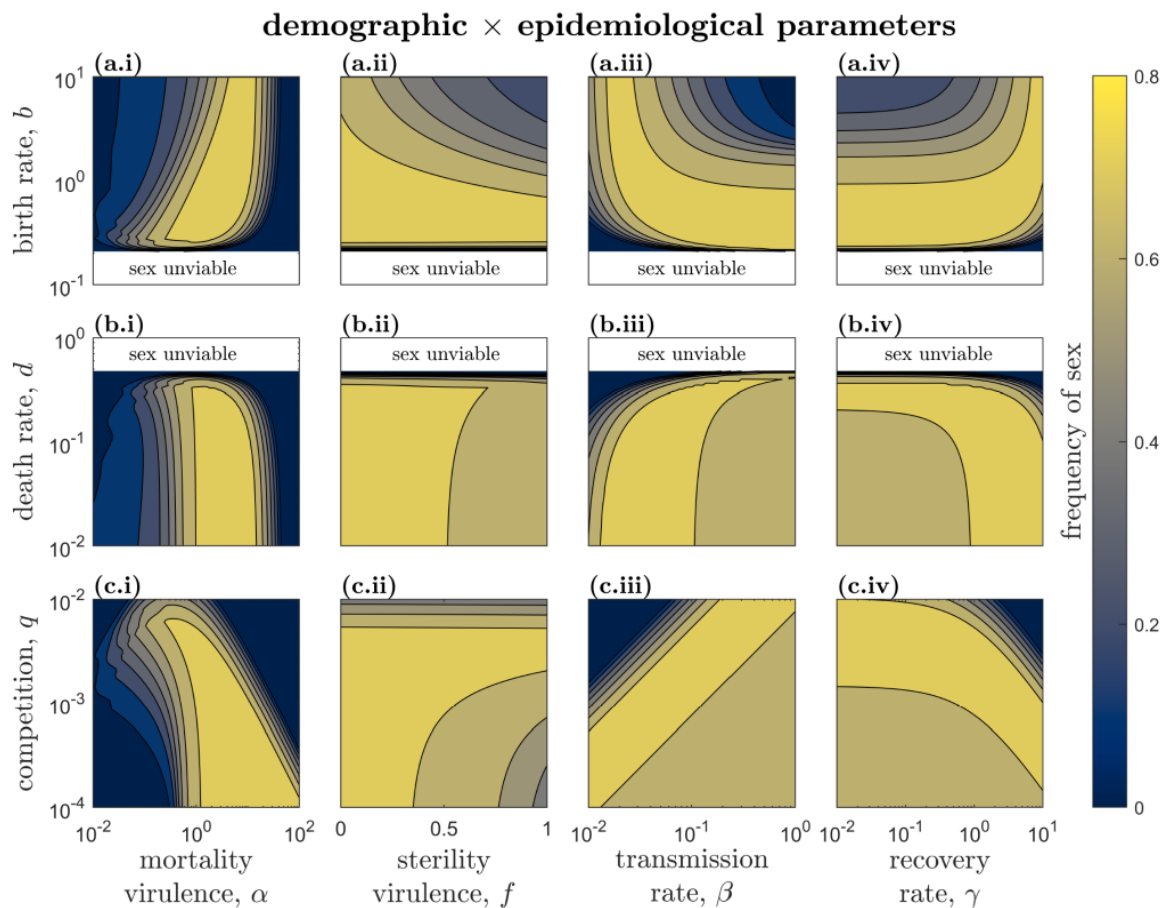 demographic × epidemiological parameters
(a.i) (a.ii) (a.iii) (a.iv)
10^1
10^0
10^-1
birth rate, b
sex unviable sex unviable sex unviable sex unviable
(b.i) (b.ii) (b.iii) (b.iv)
10^0
10^-1
10^-2
death rate, d
sex unviable sex unviable sex unviable sex unviable
(c.i) (c.ii) (c.iii) (c.iv)
10^-2
10^-3
10^-4
competition, q
10^-2 10^0 10^2 0 0.5 1 10^-2 10^-1 10^0 10^-2 10^-1 10^0 10^1
mortality sterility transmission recovery
virulence, α virulence, f rate, β rate, γ
0.8
0.6
0.4
0.2
0
frequency of sex